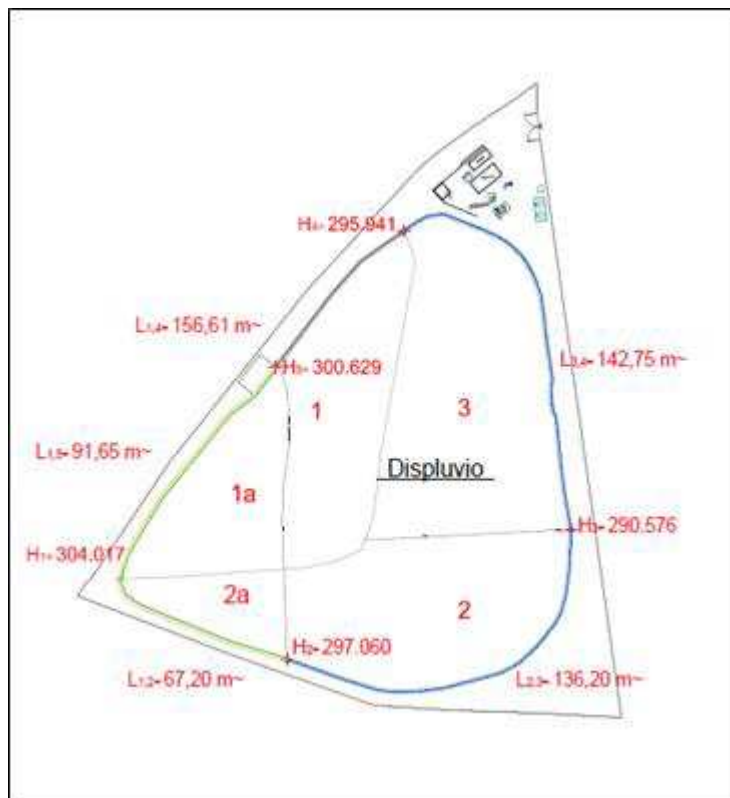 H4= 295.941
L1,4= 156,61 m~
H5= 300.629
L3,4= 142,75 m~
1
3
Displuvio
L1,5= 91,65 m~
1a
H3= 290.576
H1= 304.017
2a
2
H2= 297.060
L1,2= 67,20 m~
L2,3= 136,20 m~